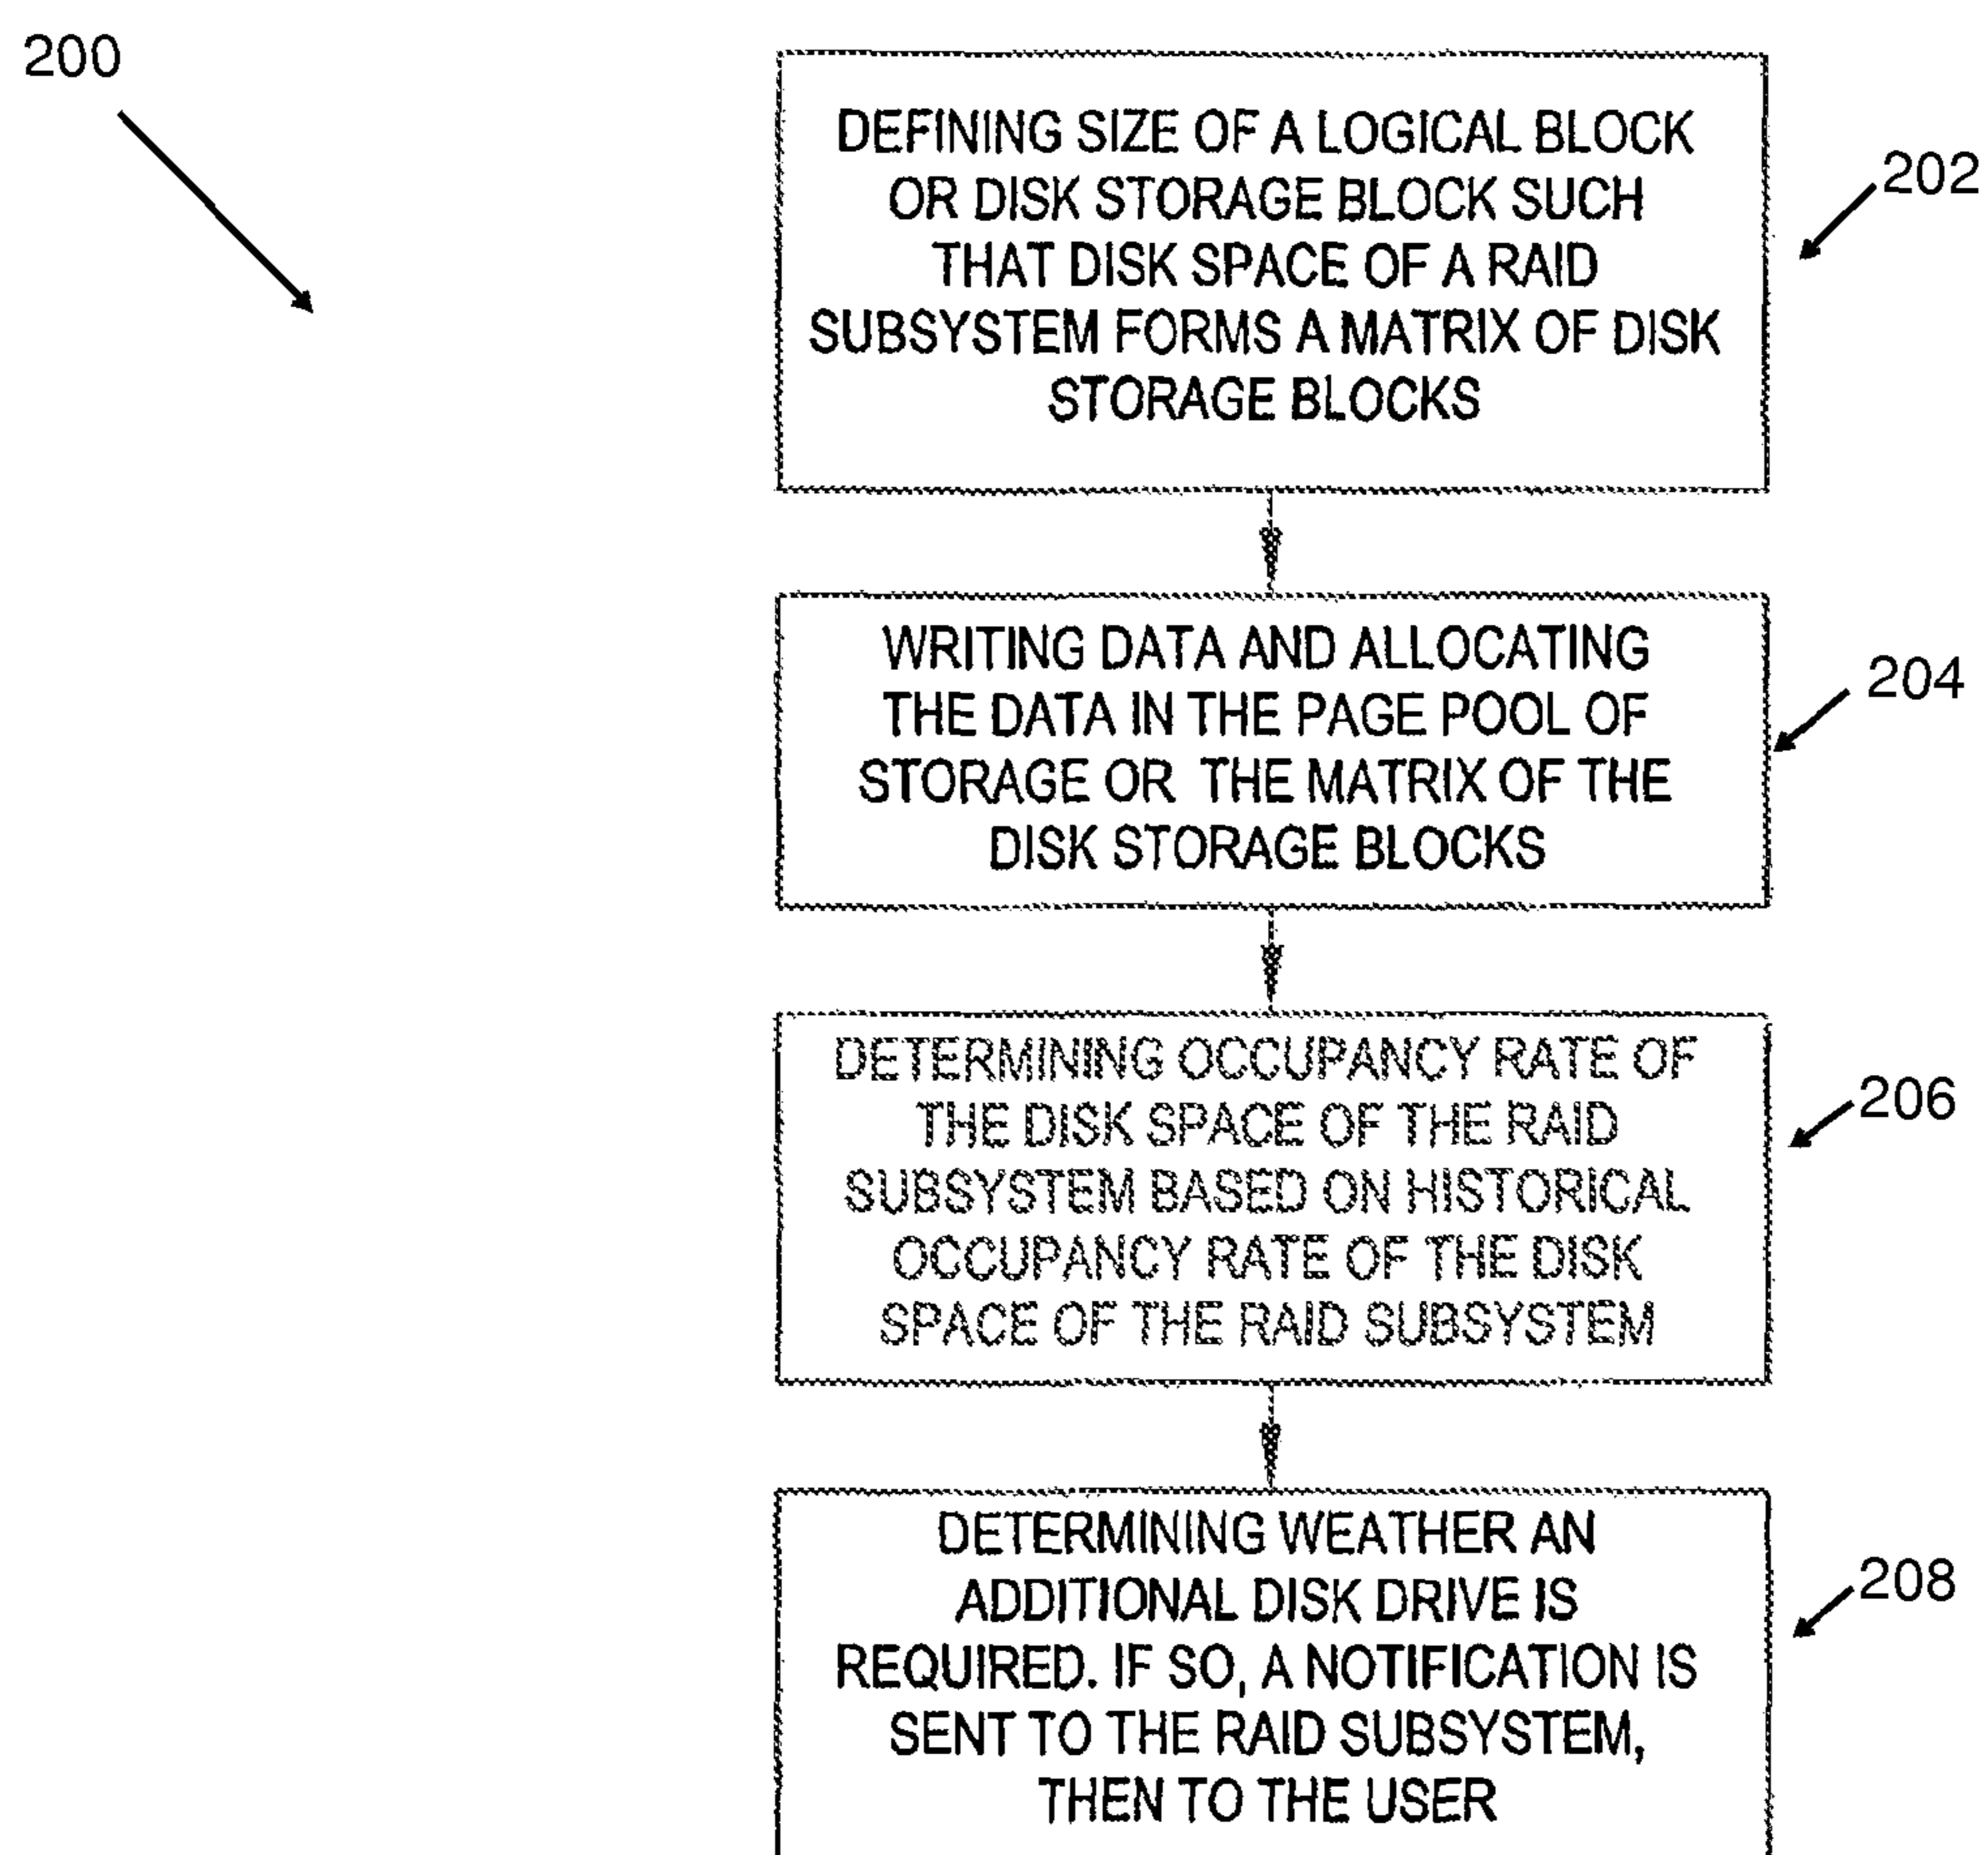 200
DEFINING SIZE OF A LOGICAL BLOCK
OR DISK STORAGE BLOCK SUCH
THAT DISK SPACE OF A RAID
SUBSYSTEM FORMS A MATRIX OF DISK
STORAGE BLOCKS
202
WRITING DATA AND ALLOCATING
THE DATA IN THE PAGE POOL OF
STORAGE OR THE MATRIX OF THE
DISK STORAGE BLOCKS
204
DETERMINING OCCUPANCY RATE OF
THE DISK SPACE OF THE RAID
SUBSYSTEM BASED ON HISTORICAL
OCCUPANCY RATE OF THE DISK
SPACE OF THE RAID SUBSYSTEM
206
DETERMINING WEATHER AN
ADDITIONAL DISK DRIVE IS
REQUIRED. IF SO, A NOTIFICATION IS
SENT TO THE RAID SUBSYSTEM,
THEN TO THE USER
208